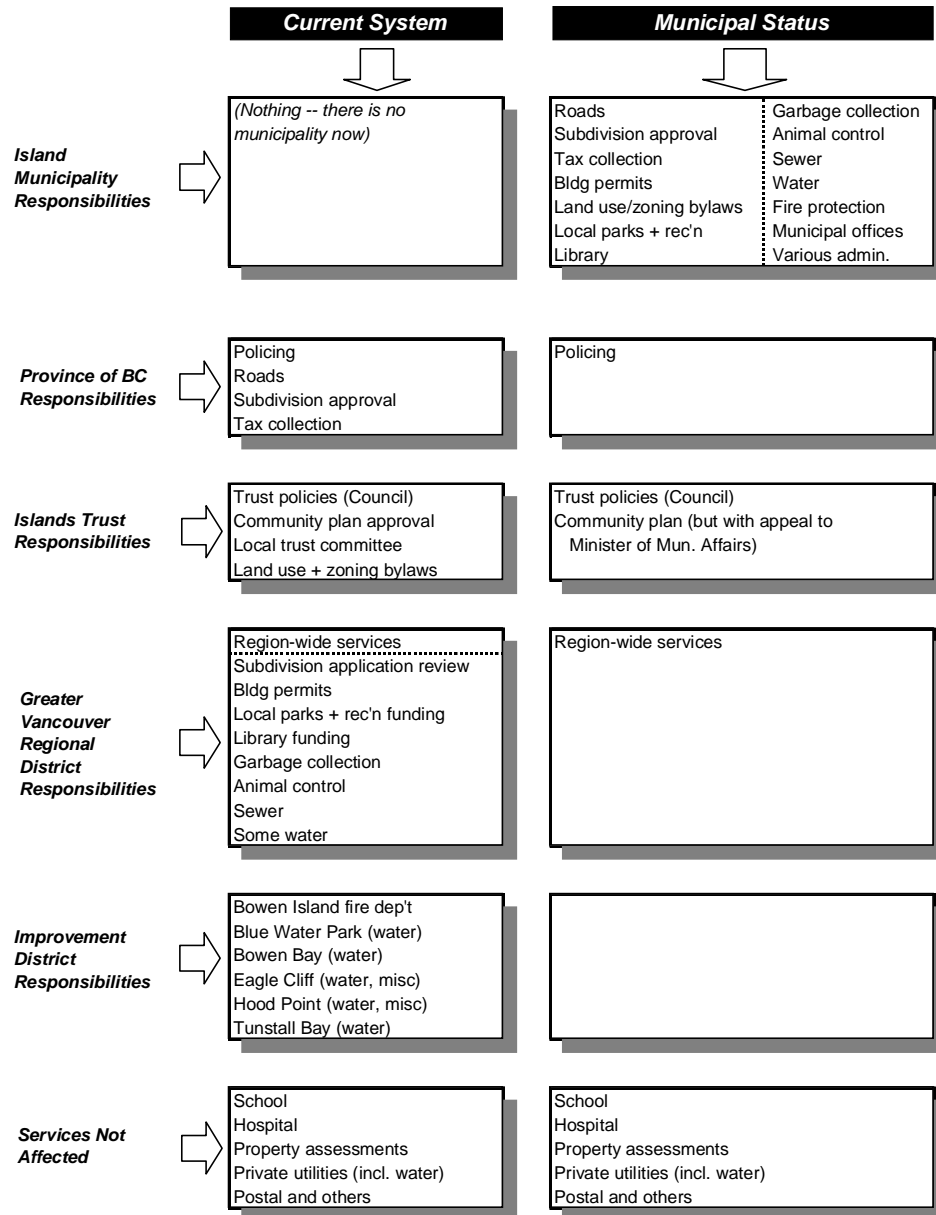 Current System
Municipal Status
Island
Municipality
Responsibilities
(Nothing -- there is no
municipality now)
Roads
Subdivision approval
Tax collection
Bldg permits
Land use/zoning bylaws
Local parks + rec'n
Library
Garbage collection
Animal control
Sewer
Water
Fire protection
Municipal offices
Various admin.
Province of BC
Responsibilities
Policing
Roads
Subdivision approval
Tax collection
Policing
Islands Trust
Responsibilities
Trust policies (Council)
Community plan approval
Local trust committee
Land use + zoning bylaws
Trust policies (Council)
Community plan (but with appeal to
Minister of Mun. Affairs)
Greater
Vancouver
Regional
District
Responsibilities
Region-wide services
Subdivision application review
Bldg permits
Local parks + rec'n funding
Library funding
Garbage collection
Animal control
Sewer
Some water
Region-wide services
Improvement
District
Responsibilities
Bowen Island fire dep't
Blue Water Park (water)
Bowen Bay (water)
Eagle Cliff (water, misc)
Hood Point (water, misc)
Tunstall Bay (water)
Services Not
Affected
School
Hospital
Property assessments
Private utilities (incl. water)
Postal and others
School
Hospital
Property assessments
Private utilities (incl. water)
Postal and others